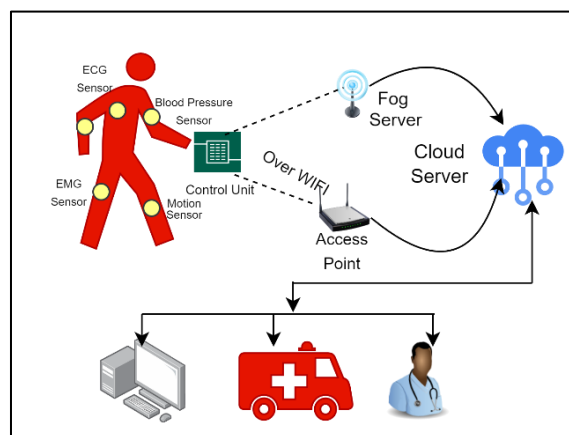 ECG
Sensor
Blood Pressure
Sensor
EMG
Sensor
Motion
Sensor
Control Unit
Over WIFI
Fog
Server
Access
Point
Cloud
Server